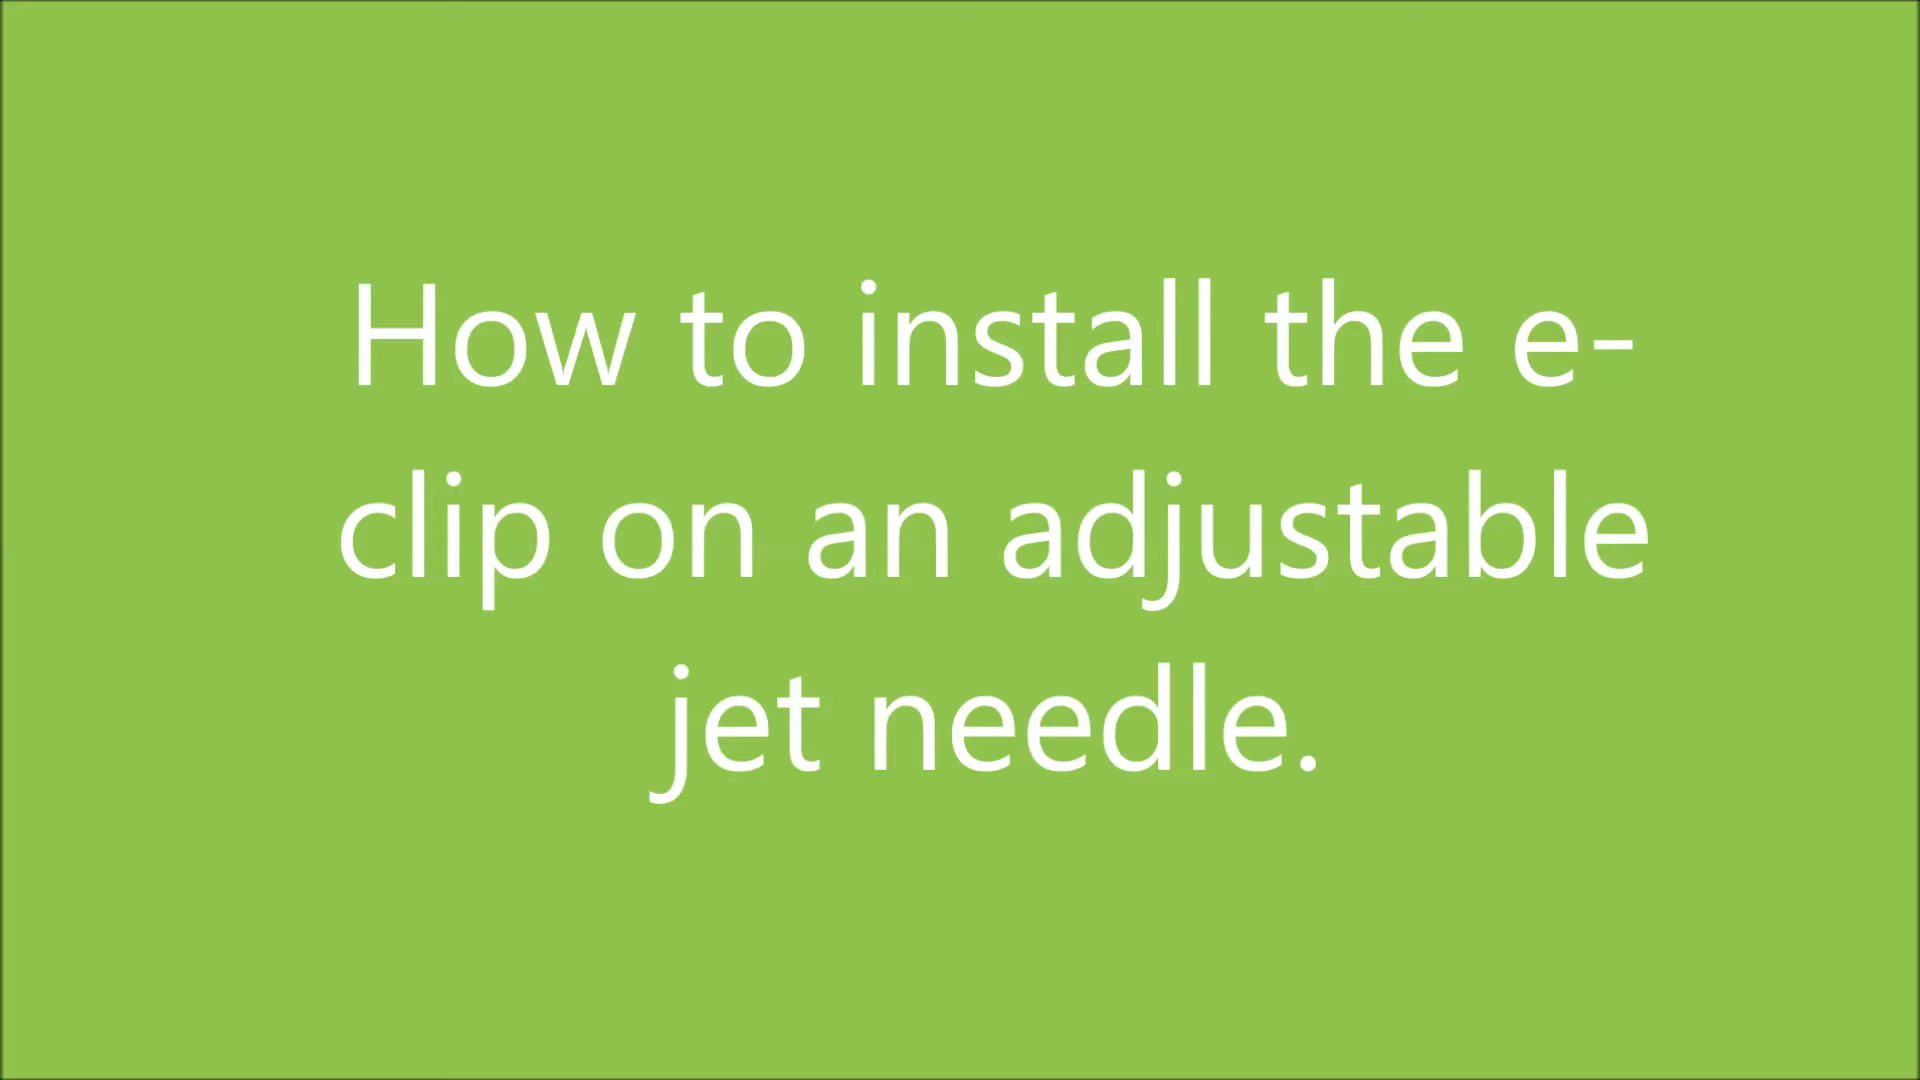 How to install the e-
clip on an adjustable
jet needle.